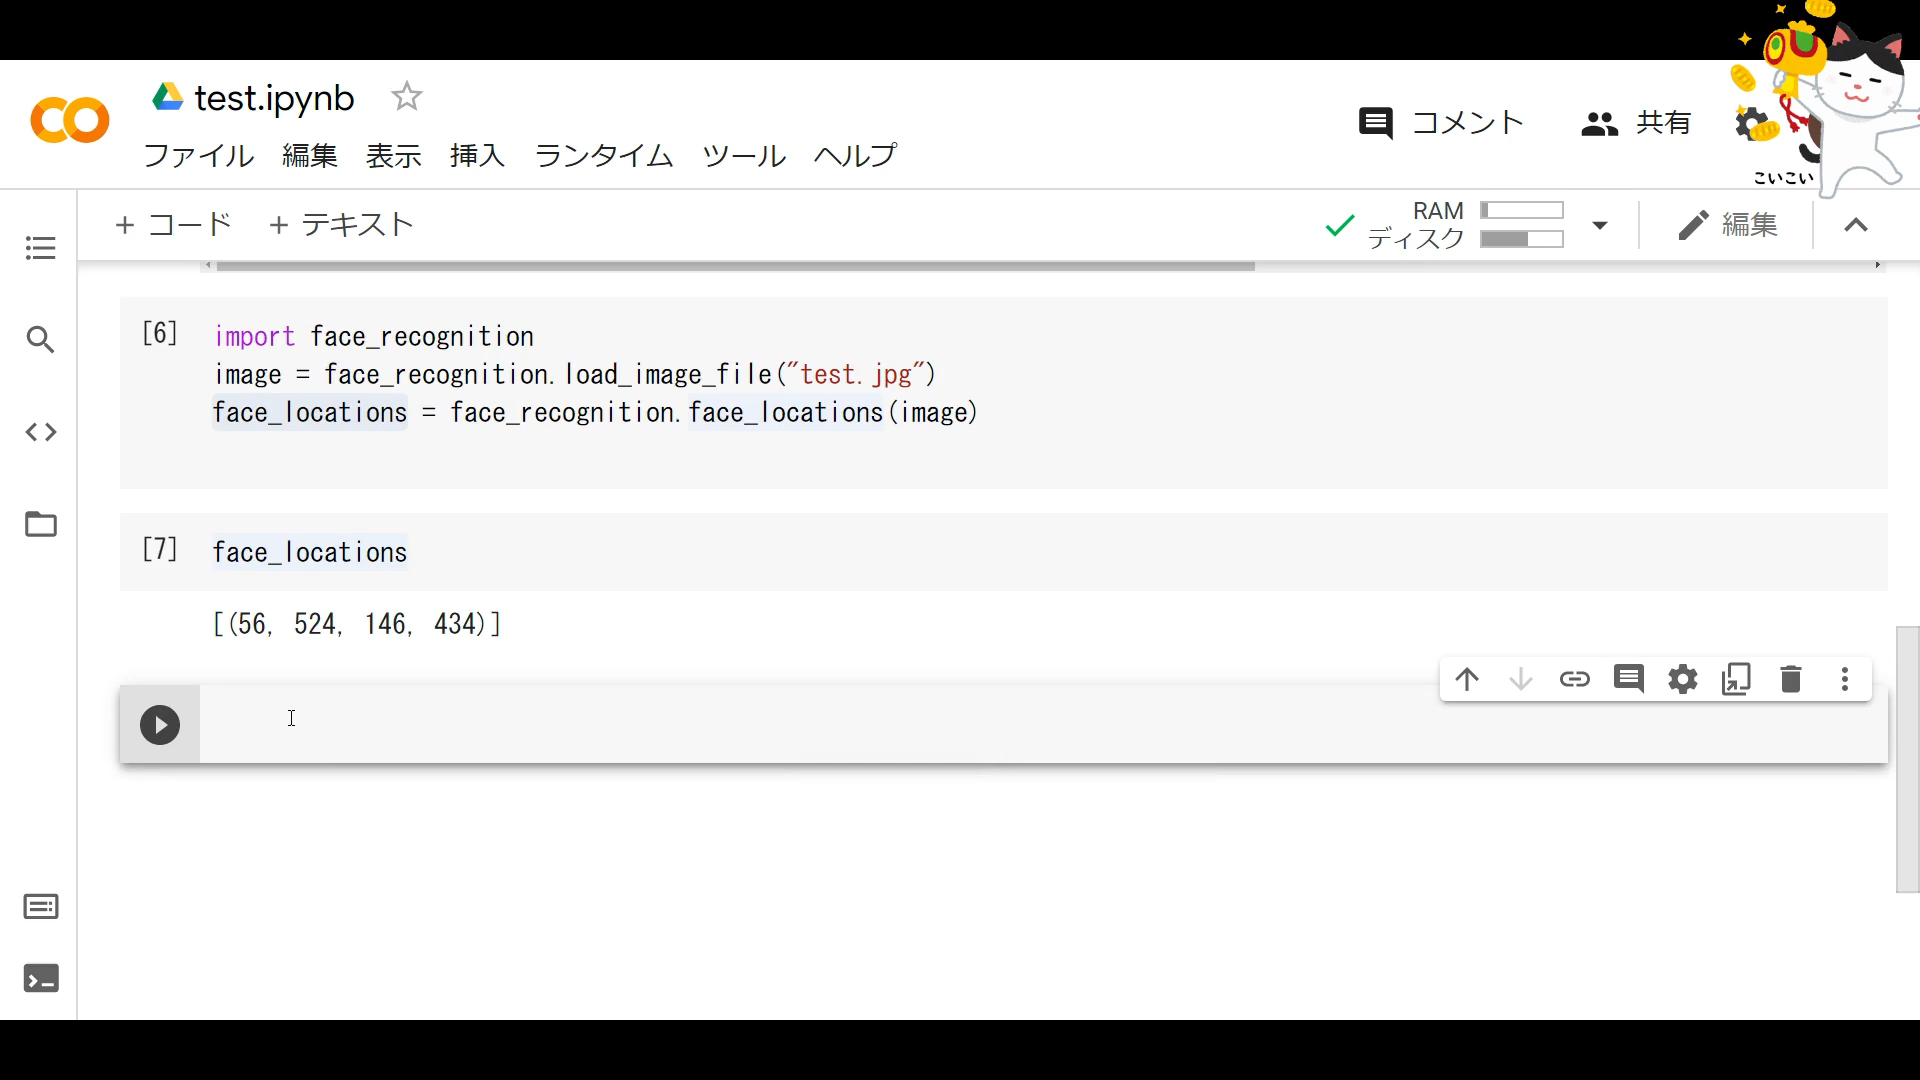 test.ipynb
コメント
共有
ファイル 編集 表示 挿入 ランタイム ツール ヘルプ
こいこい
+ コード + テキスト
RAM
ディスク
編集
[6] import face_recognition
image = face_recognition.load_image_file("test.jpg")
face_locations = face_recognition.face_locations(image)
[7] face_locations
[(56, 524, 146, 434)]